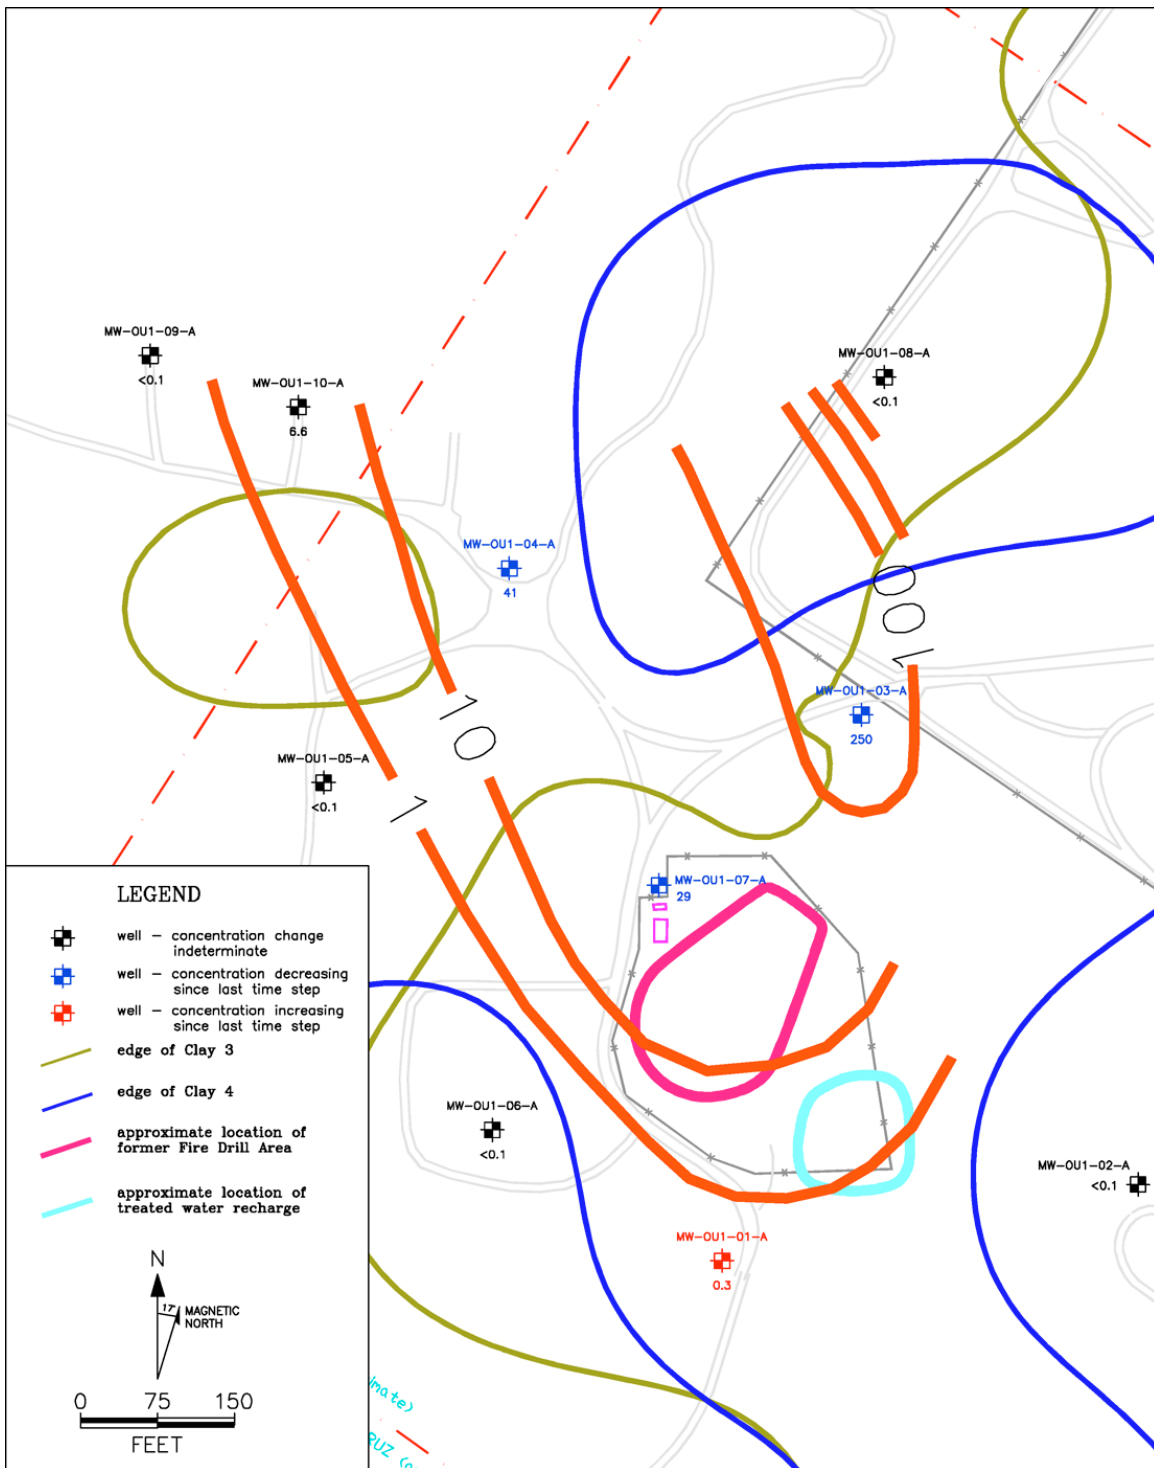 MW-OU1-09-A
<0.1
MW-OU1-10-A
6.6
MW-OU1-08-A
<0.1
MW-OU1-04-A
41
100
MW-OU1-03-A
250
10
MW-OU1-05-A
<0.1
1
MW-OU1-07-A
29
LEGEND
well – concentration change
indeterminate
well – concentration decreasing
since last time step
well – concentration increasing
since last time step
edge of Clay 3
edge of Clay 4
approximate location of
former Fire Drill Area
approximate location of
treated water recharge
MW-OU1-06-A
<0.1
MW-OU1-02-A
<0.1
MW-OU1-01-A
0.3
N
17°
MAGNETIC
NORTH
0 75 150
FEET
imate)
RUZ (